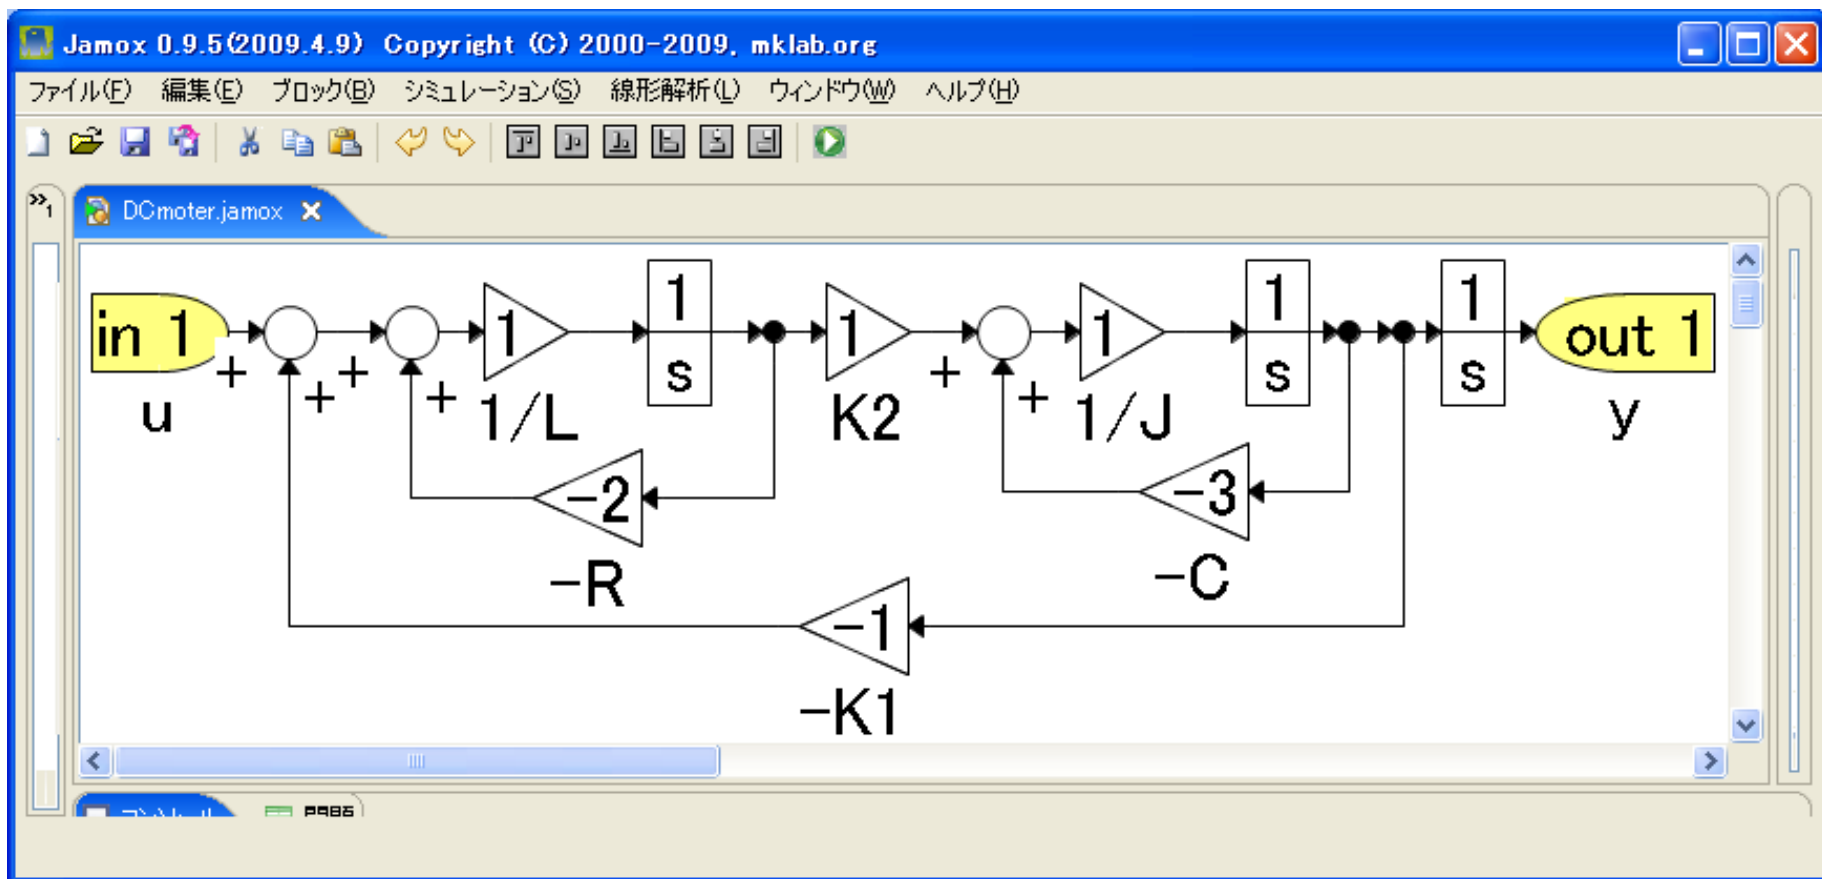 Jamox 0.9.5(2009.4.9) Copyright (C) 2000-2009, mklab.org
ファイル(F) 編集(E) ブロック(B) シミュレーション(S) 線形解析(L) ウィンドウ(W) ヘルプ(H)
»1
DCmoter.jamox
in 1
+
+
+
+
1
1
s
1
+
+
1
1
s
1
s
out 1
u
1/L
K2
1/J
y
-2
-3
-R
-C
-1
-K1